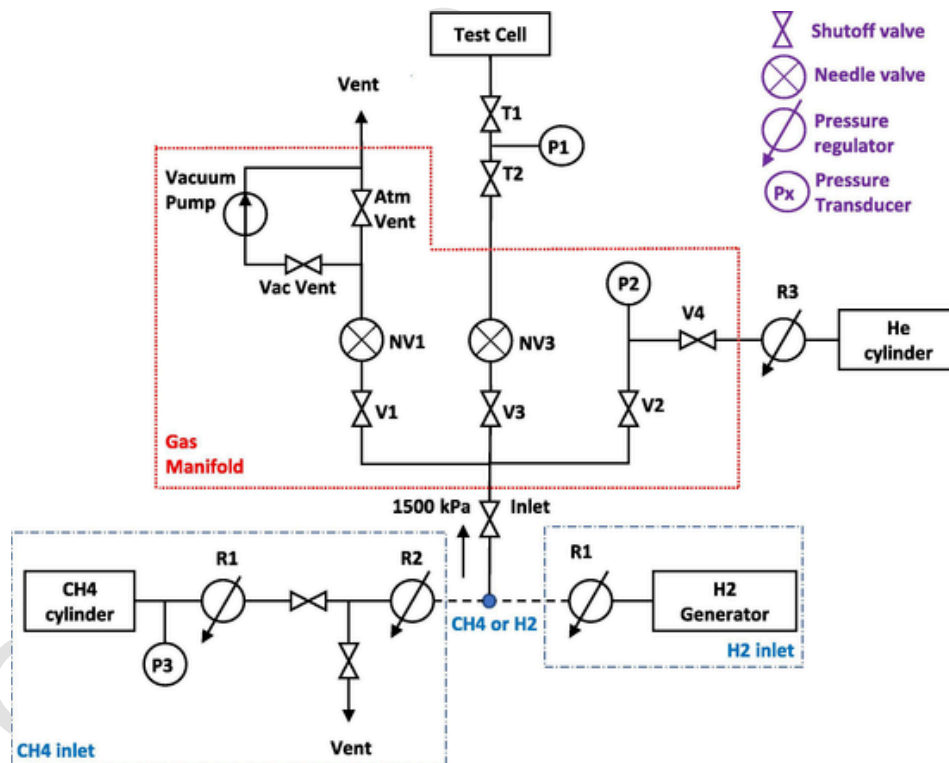 Test Cell
Shutoff valve
Needle valve
Pressure
regulator
Px
Pressure
Transducer
Vent
T1
P1
T2
Vacuum
Pump
Atm
Vent
Vac Vent
P2
V4
R3
He
cylinder
NV1
NV3
V1
V3
V2
Gas
Manifold
1500 kPa
Inlet
R1
R2
R1
CH4
cylinder
CH4 or H2
H2
Generator
P3
H2 inlet
Vent
CH4 inlet